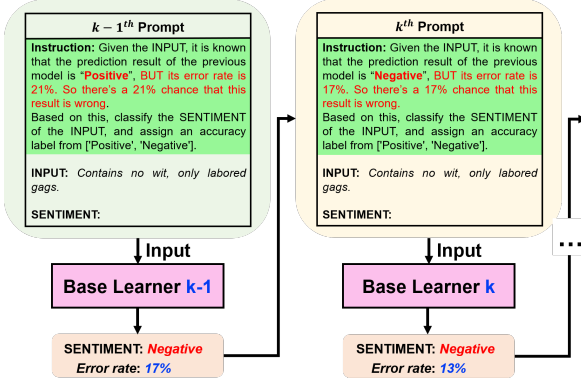 k − 1th Prompt
Instruction: Given the INPUT, it is known
that the prediction result of the previous
model is “Positive”, BUT its error rate is
21%. So there’s a 21% chance that this
result is wrong.
Based on this, classify the SENTIMENT
of the INPUT, and assign an accuracy
label from ['Positive', 'Negative'].
INPUT: Contains no wit, only labored
gags.
SENTIMENT:
Input
Base Learner k-1
SENTIMENT: Negative
Error rate: 17%
kth Prompt
Instruction: Given the INPUT, it is known
that the prediction result of the previous
model is “Negative”, BUT its error rate is
17%. So there’s a 17% chance that this
result is wrong.
Based on this, classify the SENTIMENT
of the INPUT, and assign an accuracy
label from ['Positive', 'Negative'].
INPUT: Contains no wit, only labored
gags.
SENTIMENT:
Input
Base Learner k
SENTIMENT: Negative
Error rate: 13%
...